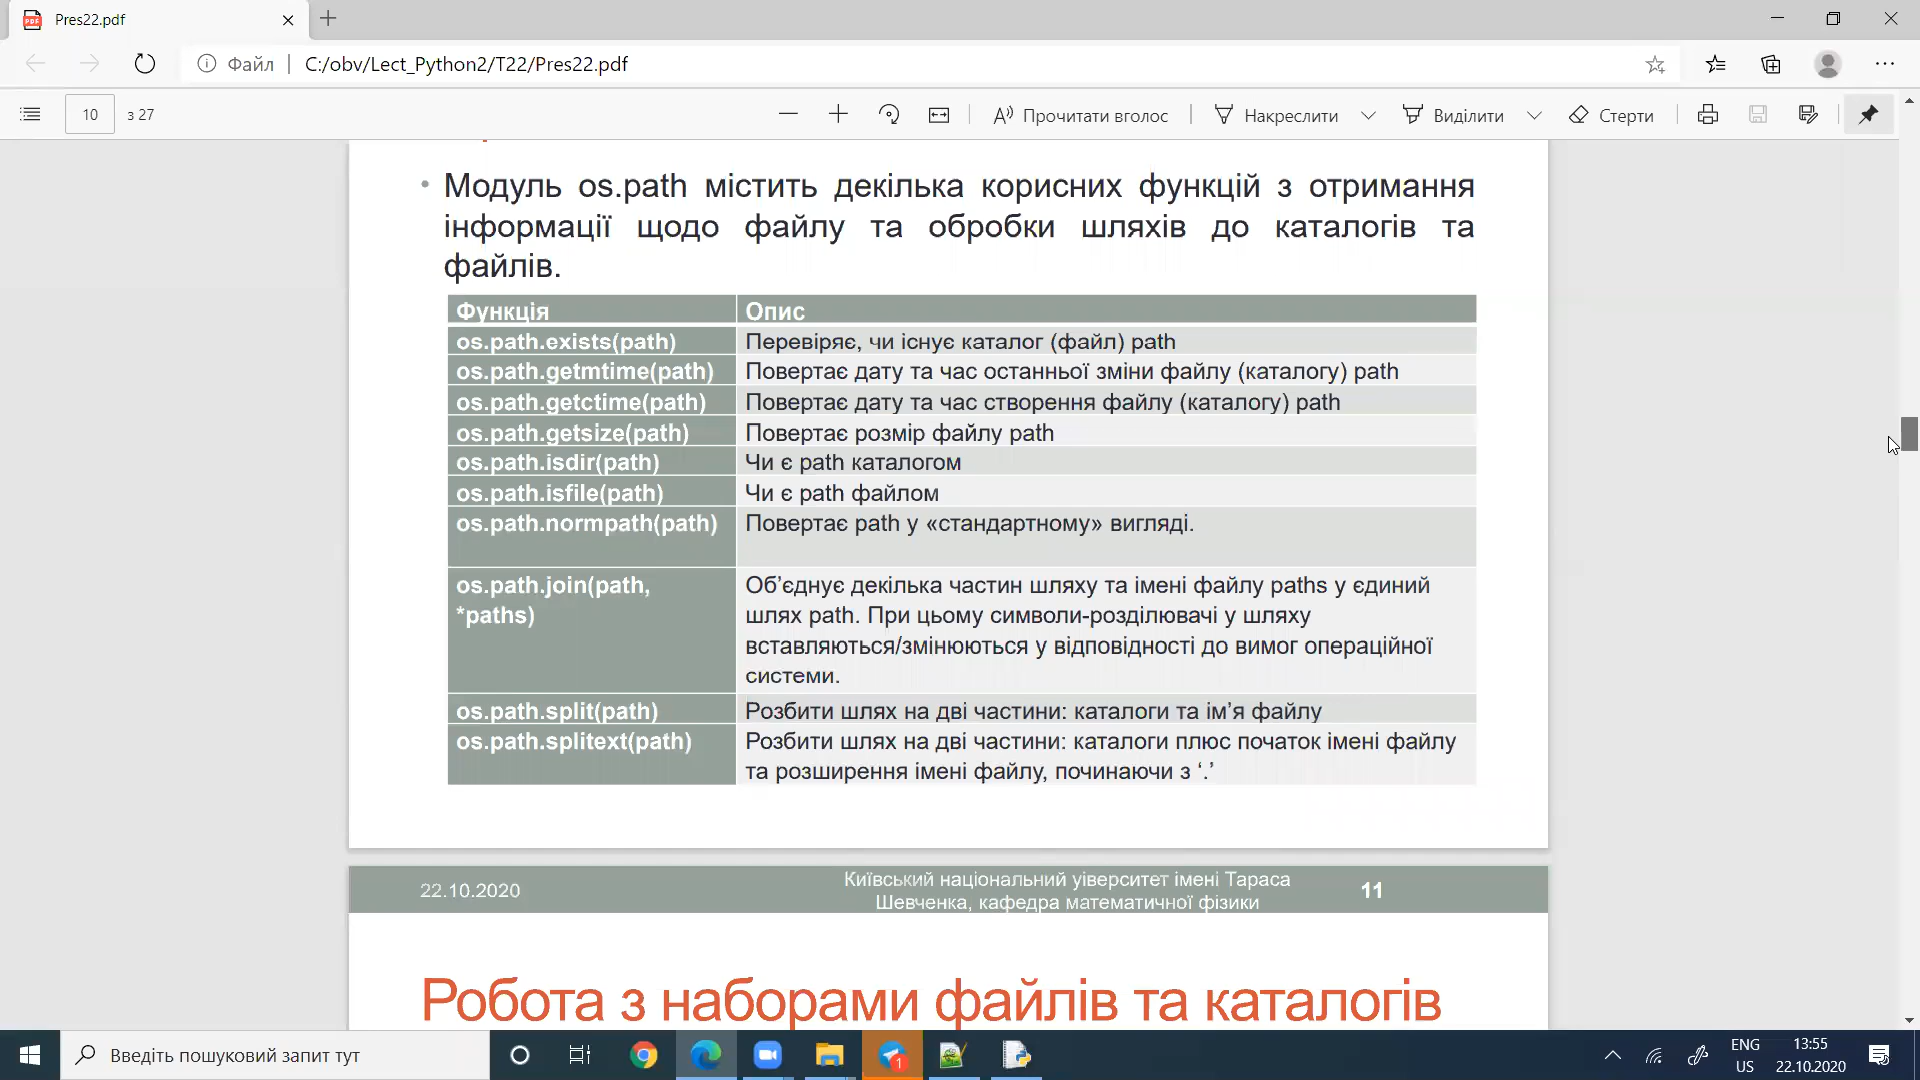 Pres22.pdf
Файл
C:/obv/Lect_Python2/T22/Pres22.pdf
10
з 27
Прочитати вголос
Накреслити
Виділити
Стерти
• Модуль os.path містить декілька корисних функцій з отримання
інформації щодо файлу та обробки шляхів до каталогів та
файлів.
Функція Опис
os.path.exists(path) Перевіряє, чи існує каталог (файл) path
os.path.getmtime(path) Повертає дату та час останньої зміни файлу (каталогу) path
os.path.getctime(path) Повертає дату та час створення файлу (каталогу) path
os.path.getsize(path) Повертає розмір файлу path
os.path.isdir(path) Чи є path каталогом
os.path.isfile(path) Чи є path файлом
os.path.normpath(path) Повертає path у «стандартному» вигляді.
os.path.join(path, Об’єднує декілька частин шляху та імені файлу paths у єдиний
*paths) шлях path. При цьому символи-розділювачі у шляху
вставляються/змінюються у відповідності до вимог операційної
системи.
os.path.split(path) Розбити шлях на дві частини: каталоги та ім’я файлу
os.path.splitext(path) Розбити шлях на дві частини: каталоги плюс початок імені файлу
та розширення імені файлу, починаючи з ‘.’
22.10.2020
Київський національний уіверситет імені Тараса
Шевченка, кафедра математичної фізики
11
Робота з наборами файлів та каталогів
Введіть пошуковий запит тут
1
ENG
US
13:55
22.10.2020